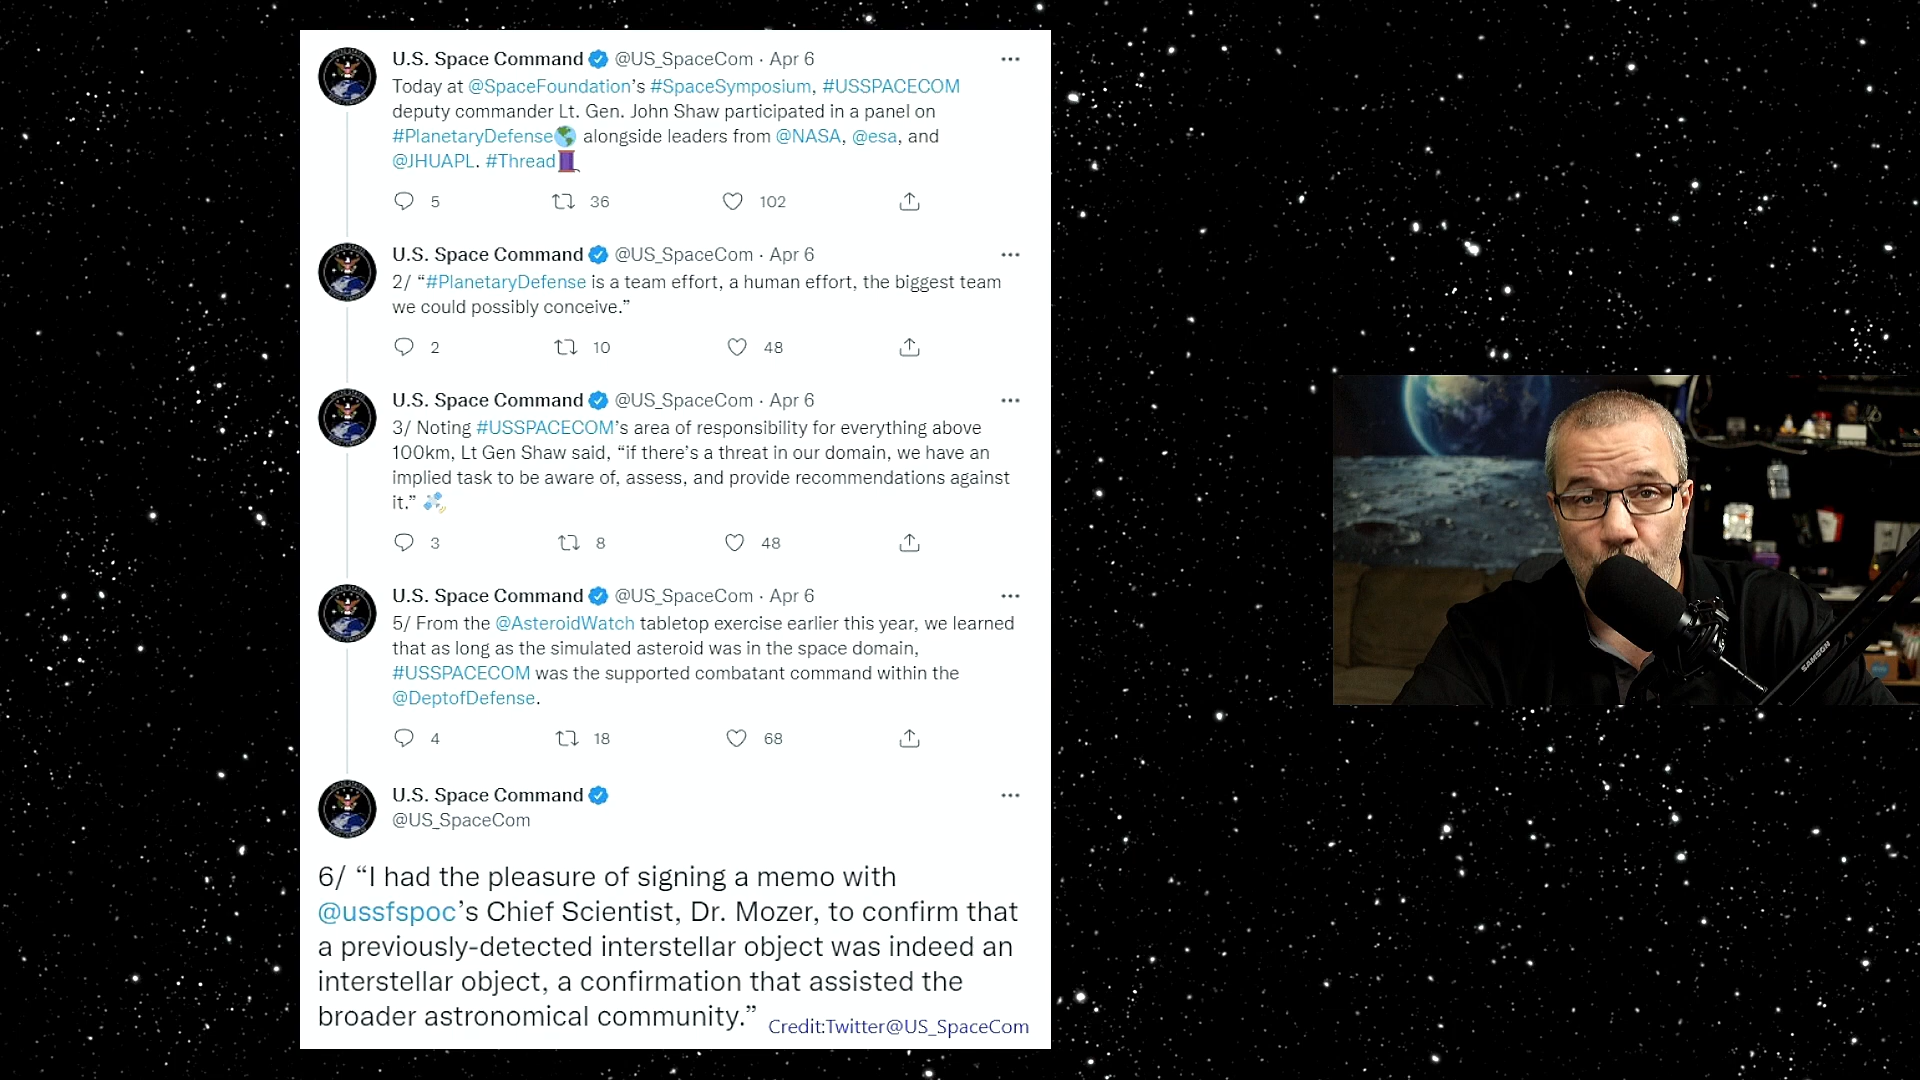 U.S. Space Command @US_SpaceCom · Apr 6
Today at @SpaceFoundation's #SpaceSymposium, #USSPACECOM
deputy commander Lt. Gen. John Shaw participated in a panel on
#PlanetaryDefense🌎 alongside leaders from @NASA, @esa, and
@JHUAPL. #Thread🧵
5 36 102
U.S. Space Command @US_SpaceCom · Apr 6
2/ “#PlanetaryDefense is a team effort, a human effort, the biggest team
we could possibly conceive.”
2 10 48
U.S. Space Command @US_SpaceCom · Apr 6
3/ Noting #USSPACECOM's area of responsibility for everything above
100km, Lt Gen Shaw said, “if there's a threat in our domain, we have an
implied task to be aware of, assess, and provide recommendations against
it.” 🛰️
3 8 48
U.S. Space Command @US_SpaceCom · Apr 6
5/ From the @AsteroidWatch tabletop exercise earlier this year, we learned
that as long as the simulated asteroid was in the space domain,
#USSPACECOM was the supported combatant command within the
@DeptofDefense.
4 18 68
U.S. Space Command
@US_SpaceCom
6/ “I had the pleasure of signing a memo with
@ussfspoc's Chief Scientist, Dr. Mozer, to confirm that
a previously-detected interstellar object was indeed an
interstellar object, a confirmation that assisted the
broader astronomical community.”
Credit:Twitter@US_SpaceCom
SAMSON